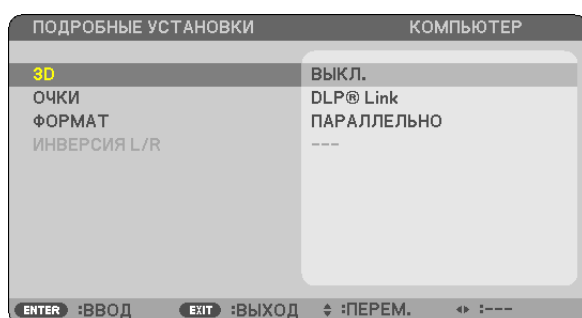 ПОДРОБНЫЕ УСТАНОВКИ КОМПЬЮТЕР
3D ВЫКЛ.
ОЧКИ DLP® Link
ФОРМАТ ПАРАЛЛЕЛЬНО
ИНВЕРСИЯ L/R ---
ENTER :ВВОД EXIT :ВЫХОД :ПЕРЕМ. :---